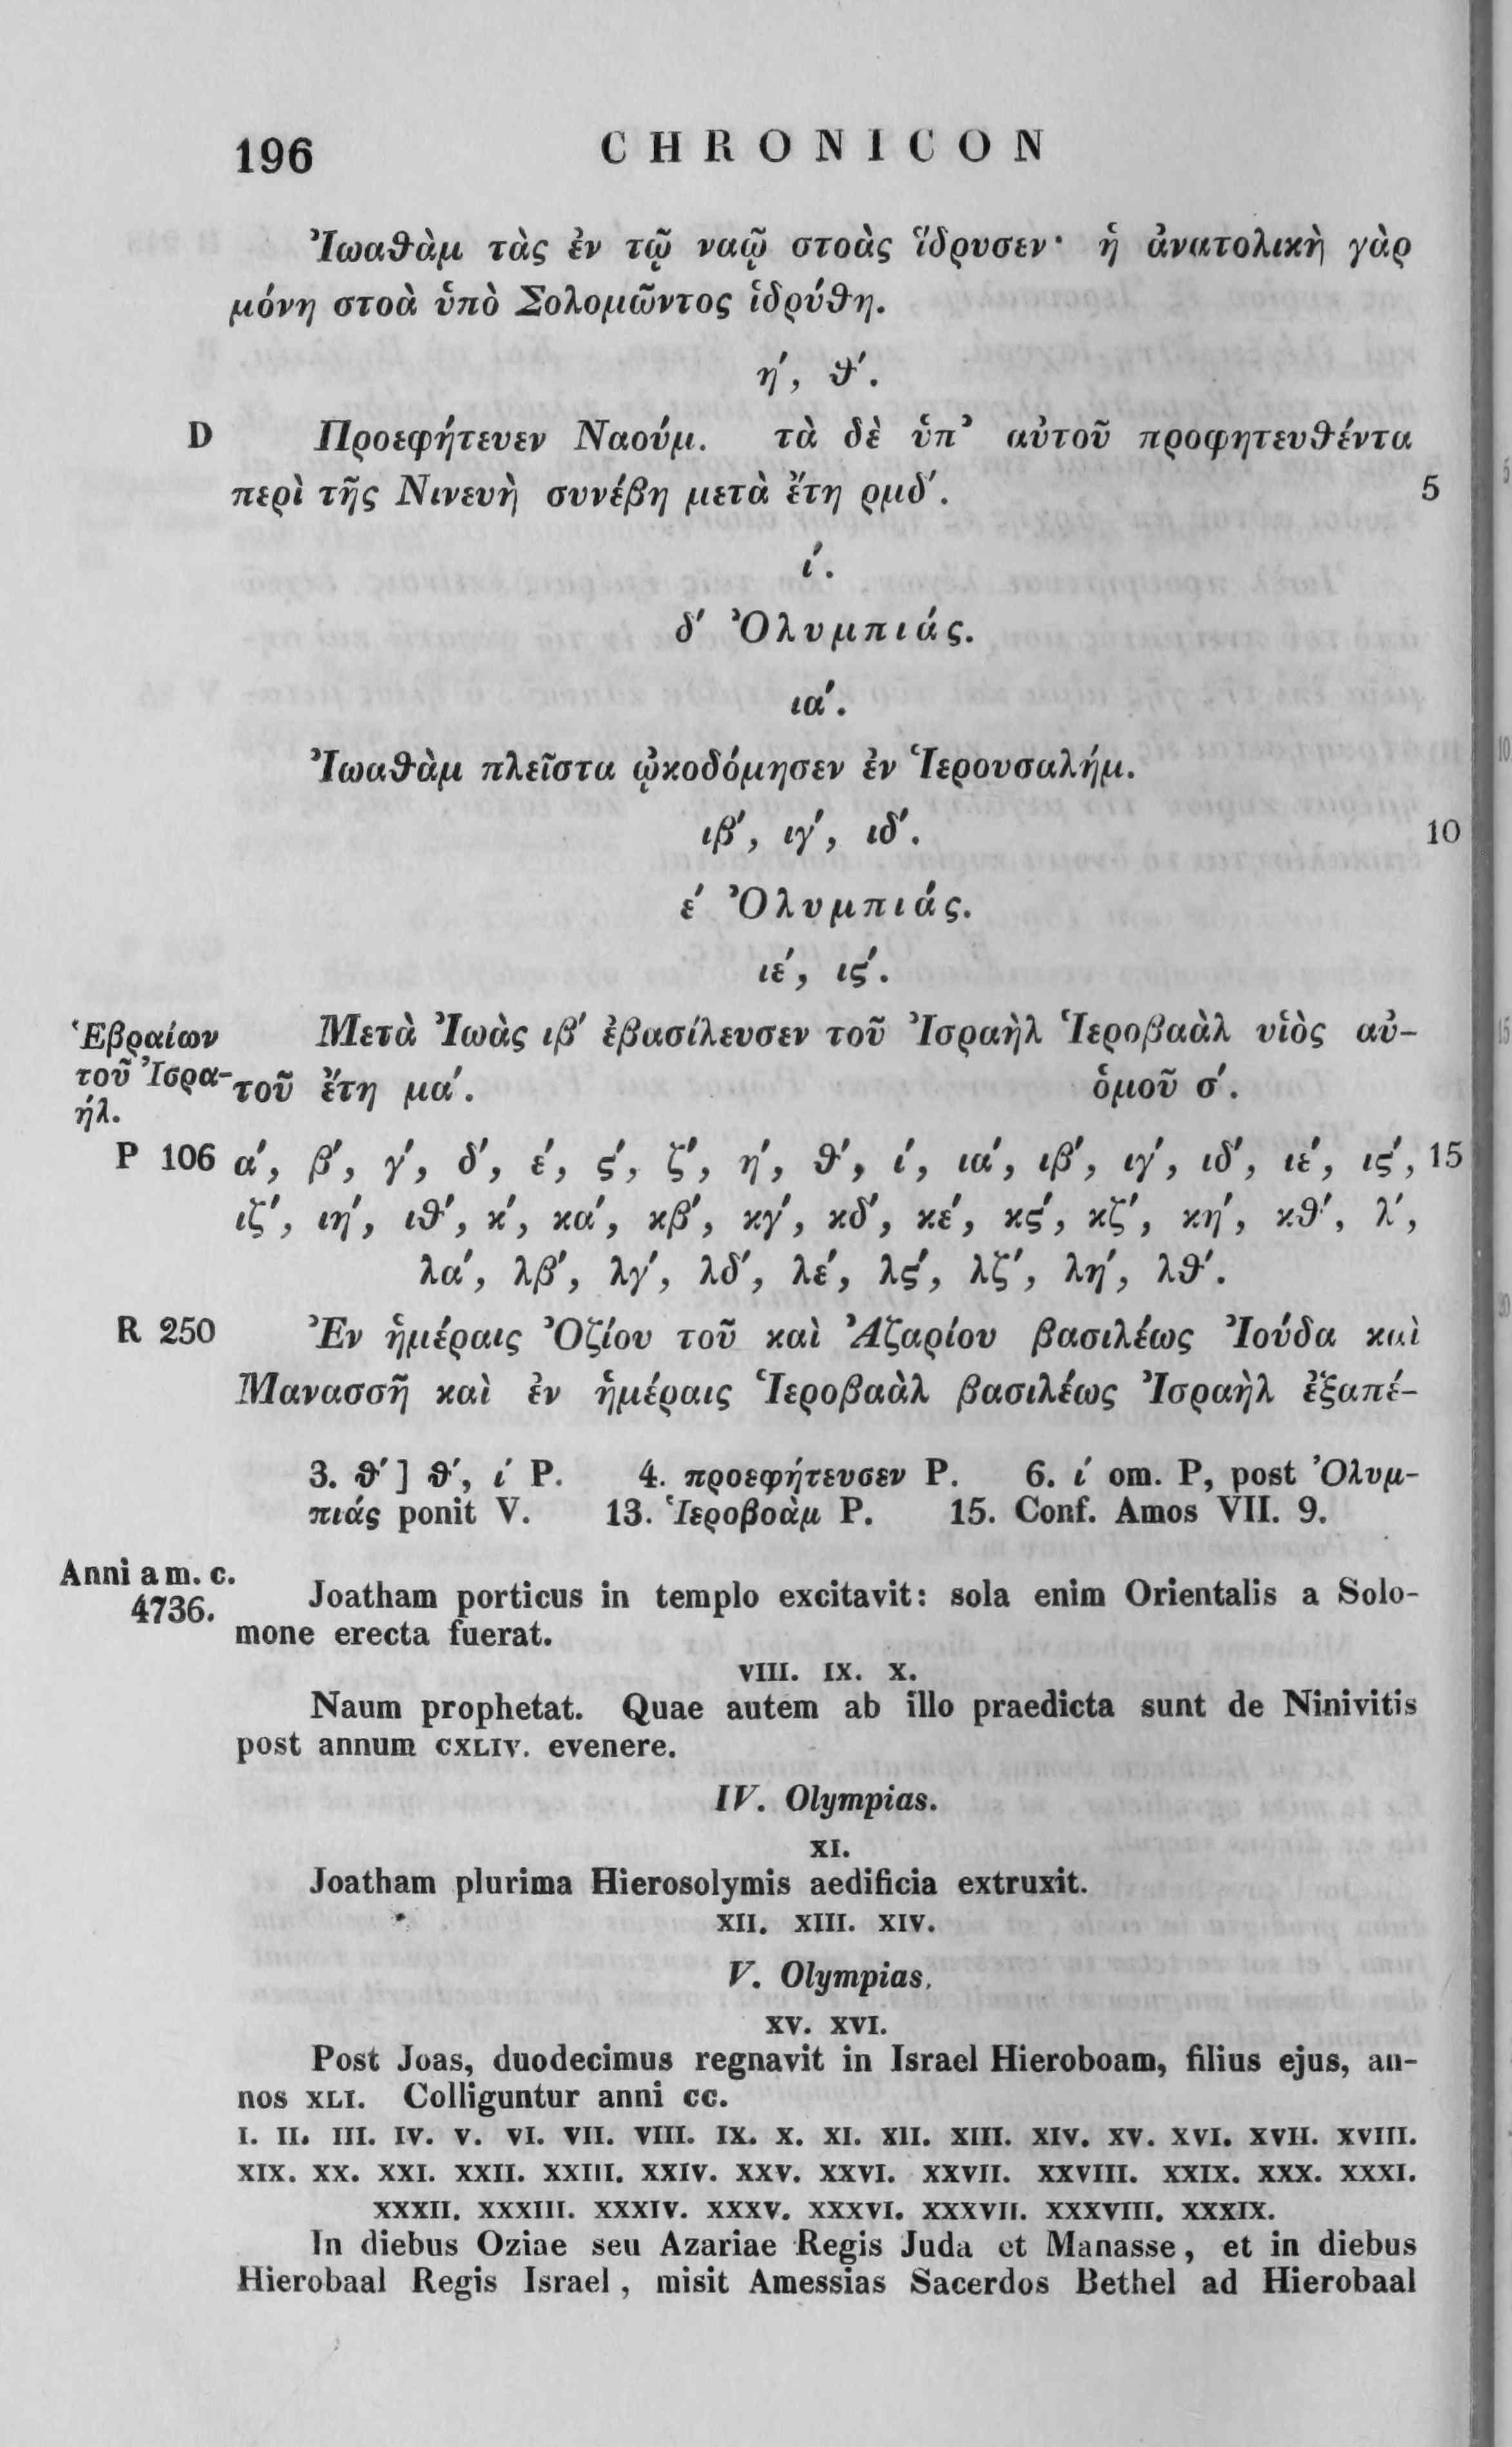 196 CHRONICON
Ἰωαθὰμ τὰς ἐν τῷ ναῷ στοὰς ἵδρυσεν· ἡ ἀνατολικὴ γὰρ
μόνη στοὰ ὑπὸ Σολομῶντος ἱδρύθη.
η΄, θ΄.
D Προεφήτευεν Ναούμ. τὰ δὲ ὑπ’ αὐτοῦ προφητευθέντα
περὶ τῆς Νινευὴ συνέβη μετὰ ἔτη ρμδ΄. 5
ι΄.
δ΄ Ὀλυμπιάς.
ια΄.
Ἰωαθὰμ πλεῖστα ᾠκοδόμησεν ἐν Ἱερουσαλήμ.
ιβ΄, ιγ΄, ιδ΄. 10
ε΄ Ὀλυμπιάς.
ιε΄, ις΄.
Ἑβραίων Μετὰ Ἰωὰς ιβ΄ ἐβασίλευσεν τοῦ Ἰσραὴλ Ἱεροβαὰλ υἱὸς αὐ-
τοῦ Ἰσρα- τοῦ ἔτη μα΄. ὁμοῦ σ΄.
ήλ.
P 106 α΄, β΄, γ΄, δ΄, ε΄, ς΄, ζ΄, η΄, θ΄, ι΄, ια΄, ιβ΄, ιγ΄, ιδ΄, ιε΄, ις΄, 15
ιζ΄, ιη΄, ιθ΄, κ΄, κα΄, κβ΄, κγ΄, κδ΄, κε΄, κς΄, κζ΄, κη΄, κθ΄, λ΄,
λα΄, λβ΄, λγ΄, λδ΄, λε΄, λς΄, λζ΄, λη΄, λθ΄.
R 250 Ἐν ἡμέραις Ὀζίου τοῦ καὶ Ἀζαρίου βασιλέως Ἰούδα καὶ
Μανασσῆ καὶ ἐν ἡμέραις Ἱεροβαὰλ βασιλέως Ἰσραὴλ ἐξαπέ-
3. θ΄] θ΄, ι΄ P. 4. προεφήτευσεν P. 6. ι΄ om. P, post Ὀλυμ-
πιάς ponit V. 13. Ἱεροβοὰμ P. 15. Conf. Amos VII. 9.
Anni a m. c.
4736. Joatham porticus in templo excitavit: sola enim Orientalis a Solo-
mone erecta fuerat.
VIII. IX. X.
Naum prophetat. Quae autem ab illo praedicta sunt de Ninivitis
post annum CXLIV. evenere.
IV. Olympias.
XI.
Joatham plurima Hierosolymis aedificia extruxit.
XII. XIII. XIV.
V. Olympias.
XV. XVI.
Post Joas, duodecimus regnavit in Israel Hieroboam, filius ejus, an-
nos XLI. Colliguntur anni CC.
I. II. III. IV. V. VI. VII. VIII. IX. X. XI. XII. XIII. XIV. XV. XVI. XVII. XVIII.
XIX. XX. XXI. XXII. XXIII. XXIV. XXV. XXVI. XXVII. XXVIII. XXIX. XXX. XXXI.
XXXII. XXXIII. XXXIV. XXXV. XXXVI. XXXVII. XXXVIII. XXXIX.
In diebus Oziae seu Azariae Regis Juda et Manasse, et in diebus
Hierobaal Regis Israel, misit Amessias Sacerdos Bethel ad Hierobaal